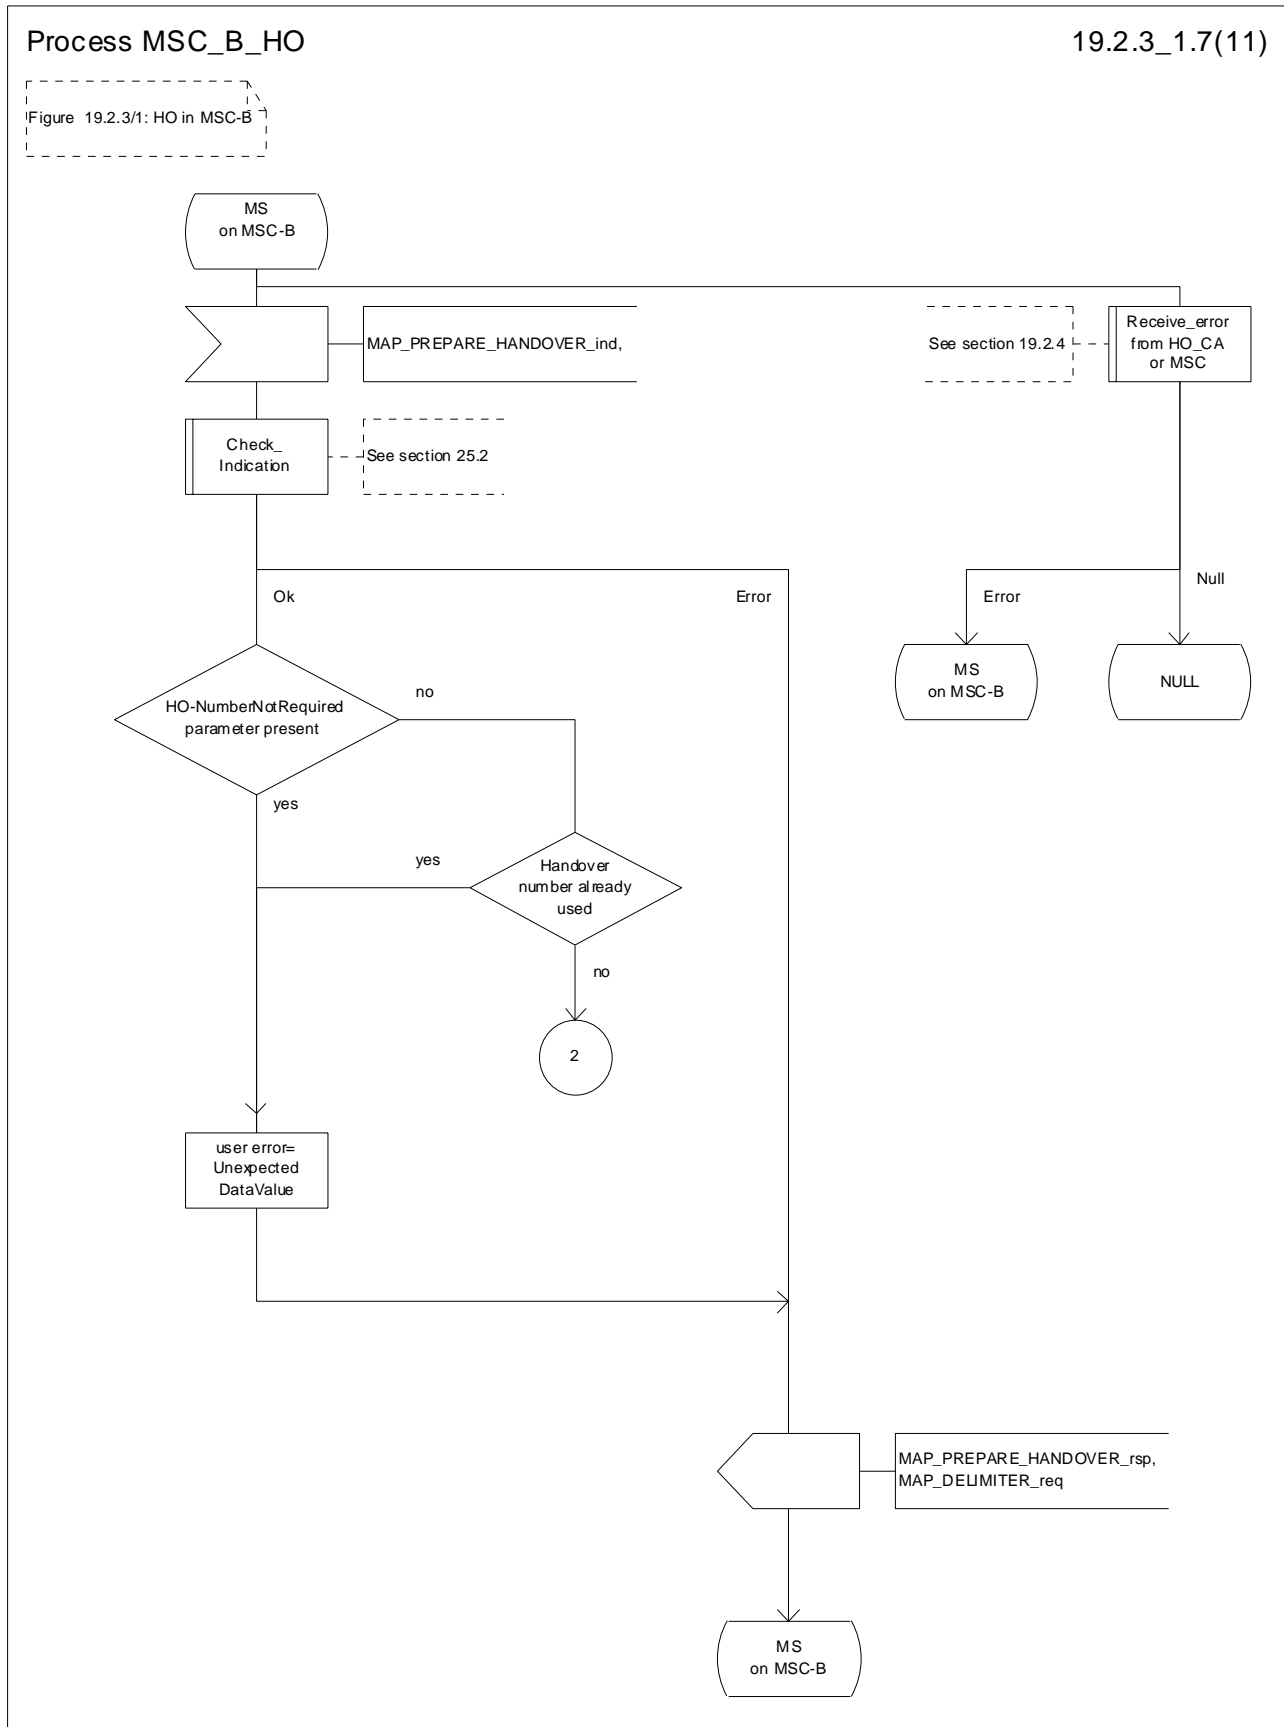 Process MSC_B_HO
19.2.3_1.7(11)
Figure 19.2.3/1: HO in MSC-B
MS
on MSC-B
MAP_PREPARE_HANDOVER_ind,
See section 19.2.4
Receive_error
from HO_CA
or MSC
Check_
Indication
See section 25.2
Ok
Error
Error
Null
MS
on MSC-B
NULL
HO-NumberNotRequired
parameter present
no
yes
yes
Handover
number already
used
no
2
user error=
Unexpected
DataValue
MAP_PREPARE_HANDOVER_rsp,
MAP_DELIMITER_req
MS
on MSC-B